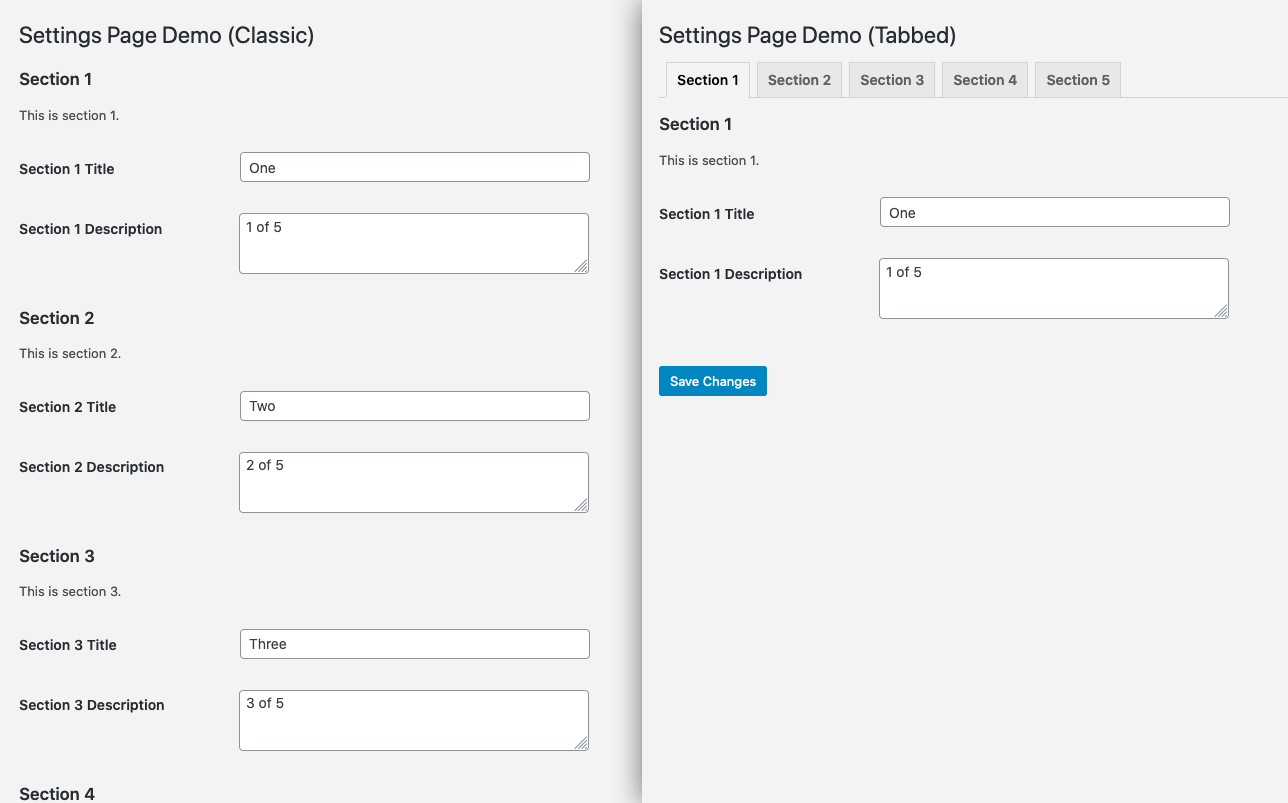 Settings Page Demo (Classic)
Section 1
This is section 1.
Section 1 Title
One
Section 1 Description
1 of 5
Section 2
This is section 2.
Section 2 Title
Two
Section 2 Description
2 of 5
Section 3
This is section 3.
Section 3 Title
Three
Section 3 Description
3 of 5
Section 4
Settings Page Demo (Tabbed)
Section 1 Section 2 Section 3 Section 4 Section 5
Section 1
This is section 1.
Section 1 Title
One
Section 1 Description
1 of 5
Save Changes